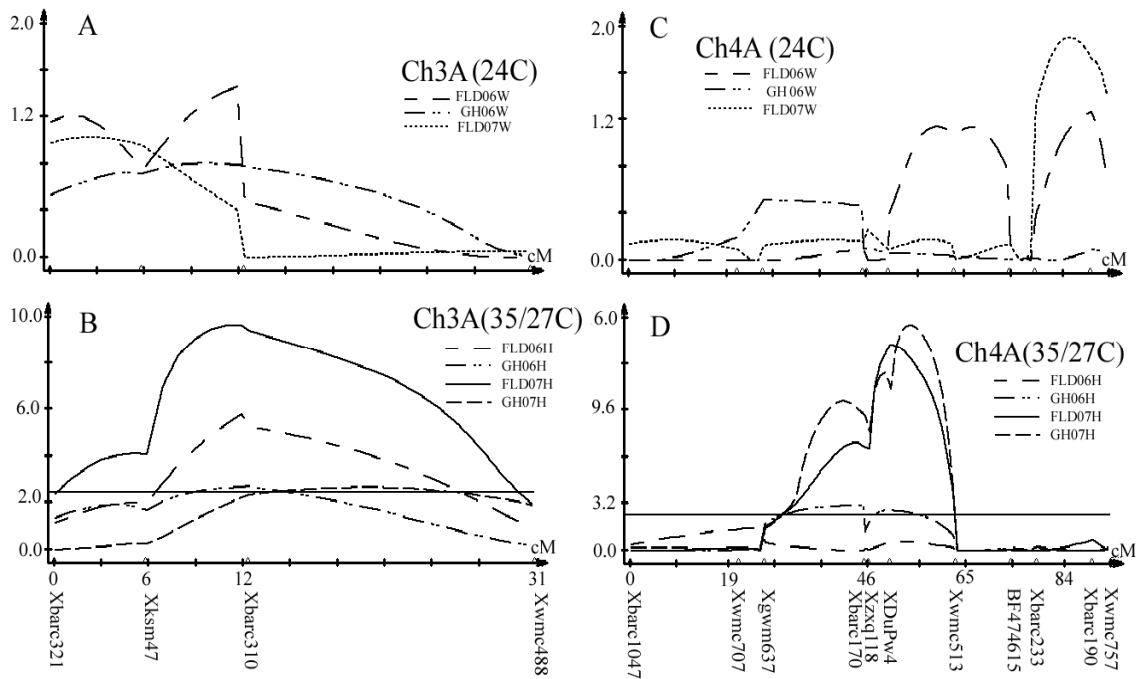 A
2.0
1.2
0.0
Ch3A (24C)
FLD06W
GH06W
FLD07W
cM
C
2.0
1.2
0.0
Ch4A (24C)
FLD06W
GH 06W
FLD07W
cM
B
10.0
6.0
2.0
0.0
Ch3A(35/27C)
FLD06H
GH06H
FLD07H
GH07H
cM
0 6 12 31
Xbarc321
Xksm47
Xbarc310
Xwmc488
D
6.0
9.6
3.2
0.0
Ch4A(35/27C)
FLD06H
GH06H
FLD07H
GH07H
cM
0 19 46 65 84
Xbarc1047
Xwmc707
Xgwm637
Xbarc170
Xzxq118
XDuPw4
Xwmc513
BF474615
Xbarc233
Xbarc190
Xwmc757